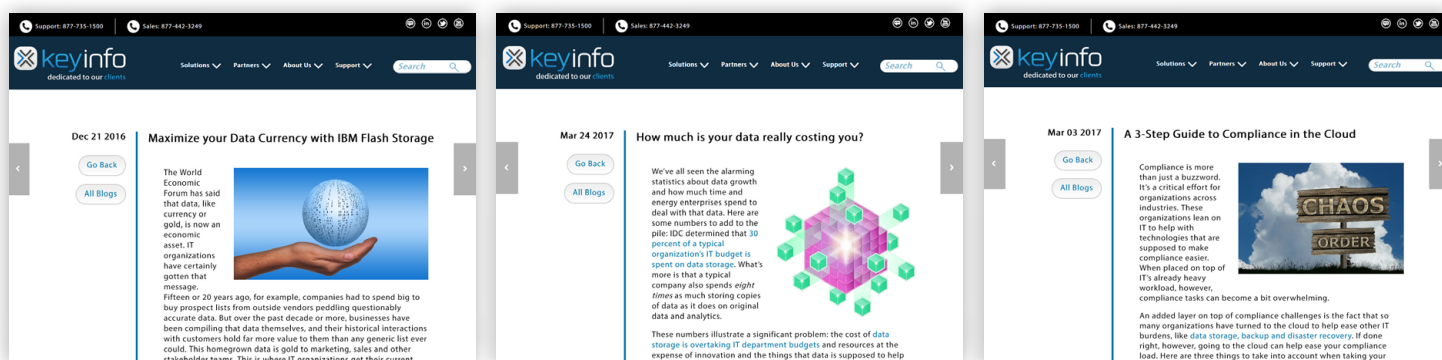 Support: 877-735-1500
Sales: 877-442-3249
keyinfo
dedicated to our clients
Solutions
Partners
About Us
Support
Search
Dec 21 2016
Go Back
All Blogs
Maximize your Data Currency with IBM Flash Storage
The World
Economic
Forum has said
that data, like
currency or
gold, is now an
economic
asset. IT
organizations
have certainly
gotten that
message.
Fifteen or 20 years ago, for example, companies had to spend big to
buy prospect lists from outside vendors peddling questionably
accurate data. But over the past decade or more, businesses have
been compiling that data themselves, and their historical interactions
with customers hold far more value to them than any generic list ever
could. This homegrown data is gold to marketing, sales and other
stakeholder teams. This is where IT organizations get their current
Support: 877-735-1500
Sales: 877-442-3249
keyinfo
dedicated to our clients
Solutions
Partners
About Us
Support
Search
Mar 24 2017
Go Back
All Blogs
How much is your data really costing you?
We've all seen the alarming
statistics about data growth
and how much time and
energy enterprises spend to
deal with that data. Here are
some numbers to add to the
pile: IDC determined that 30
percent of a typical
organization's IT budget is
spent on data storage. What's
more is that a typical
company also spends eight
times as much storing copies
of data as it does on original
data and analytics.
These numbers illustrate a significant problem: the cost of data
storage is overtaking IT department budgets and resources at the
expense of innovation and the things that data is supposed to help
Support: 877-735-1500
Sales: 877-442-3249
keyinfo
dedicated to our clients
Solutions
Partners
About Us
Support
Search
Mar 03 2017
Go Back
All Blogs
A 3-Step Guide to Compliance in the Cloud
Compliance is more
than just a buzzword.
It's a critical effort for
organizations across
industries. These
organizations lean on
IT to help with
technologies that are
supposed to make
compliance easier.
When placed on top of
IT's already heavy
workload, however,
compliance tasks can become a bit overwhelming.
CHAOS
ORDER
An added layer on top of compliance challenges is the fact that so
many organizations have turned to the cloud to help ease other IT
burdens, like data storage, backup and disaster recovery. If done
right, however, going to the cloud can help ease your compliance
load. Here are three things to take into account when taking your